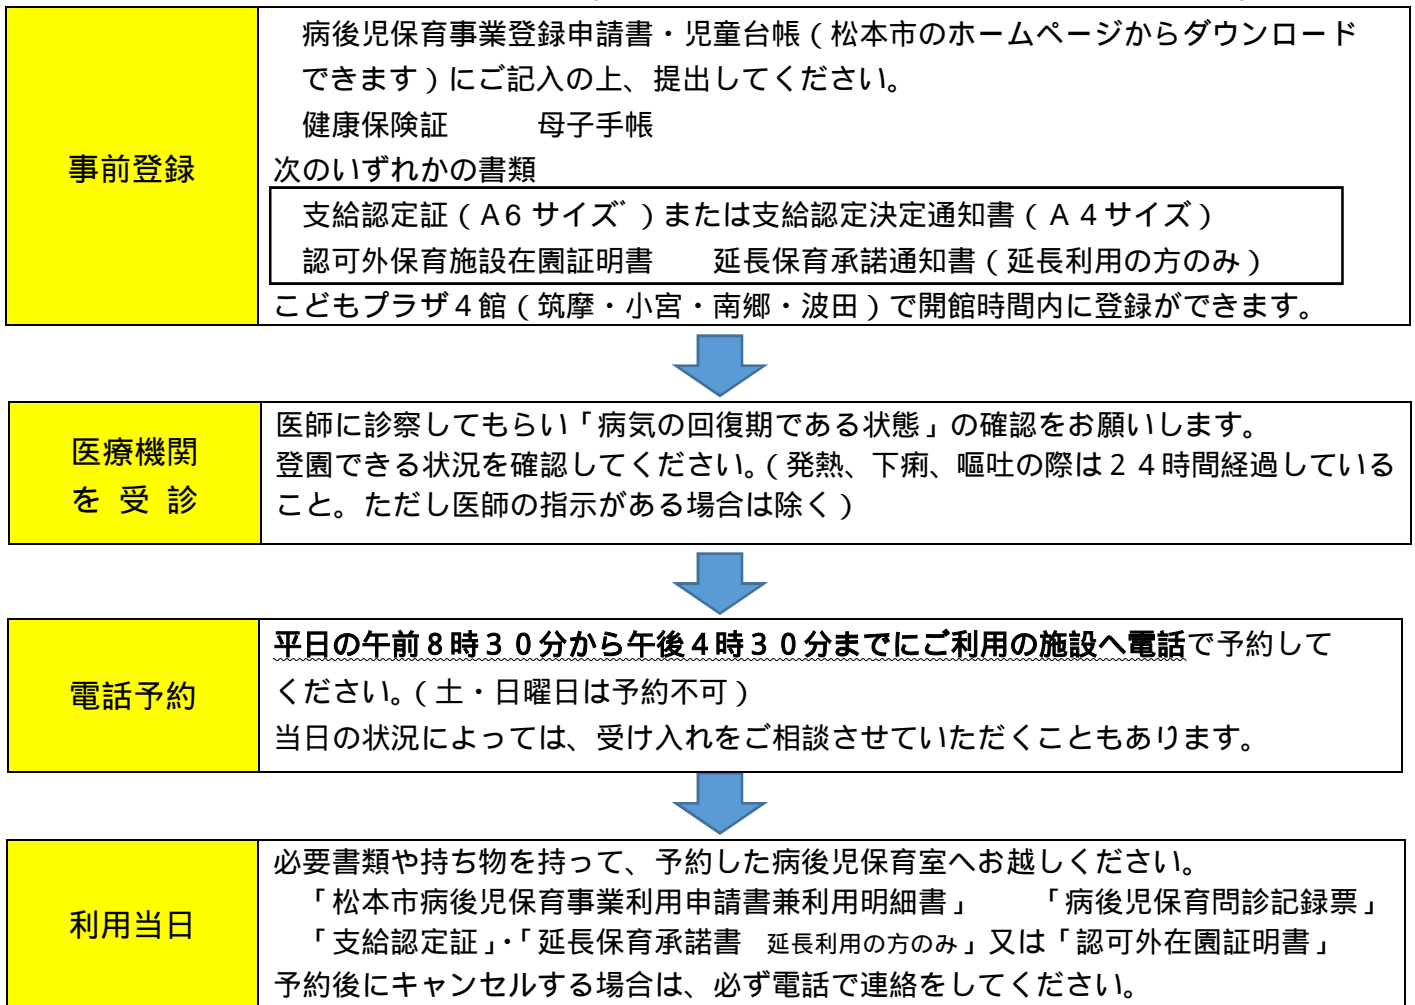 事前登録
病後児保育事業登録申請書・児童台帳（松本市のホームページからダウンロード
できます）にご記入の上、提出してください。
健康保険証　　　母子手帳
次のいずれかの書類
支給認定証（A6 サイズ゛）または支給認定決定通知書（Ａ４サイズ）
認可外保育施設在園証明書　　延長保育承諾通知書（延長利用の方のみ）
こどもプラザ４館（筑摩・小宮・南郷・波田）で開館時間内に登録ができます。
医療機関
を 受 診
医師に診察してもらい「病気の回復期である状態」の確認をお願いします。
登園できる状況を確認してください。（発熱、下痢、嘔吐の際は２４時間経過している
こと。ただし医師の指示がある場合は除く）
電話予約
平日の午前８時３０分から午後４時３０分までにご利用の施設へ電話で予約して
ください。（土・日曜日は予約不可）
当日の状況によっては、受け入れをご相談させていただくこともあります。
利用当日
必要書類や持ち物を持って、予約した病後児保育室へお越しください。
「松本市病後児保育事業利用申請書兼利用明細書」　　「病後児保育問診記録票」
「支給認定証」・「延長保育承諾書　延長利用の方のみ」又は「認可外在園証明書」
予約後にキャンセルする場合は、必ず電話で連絡をしてください。